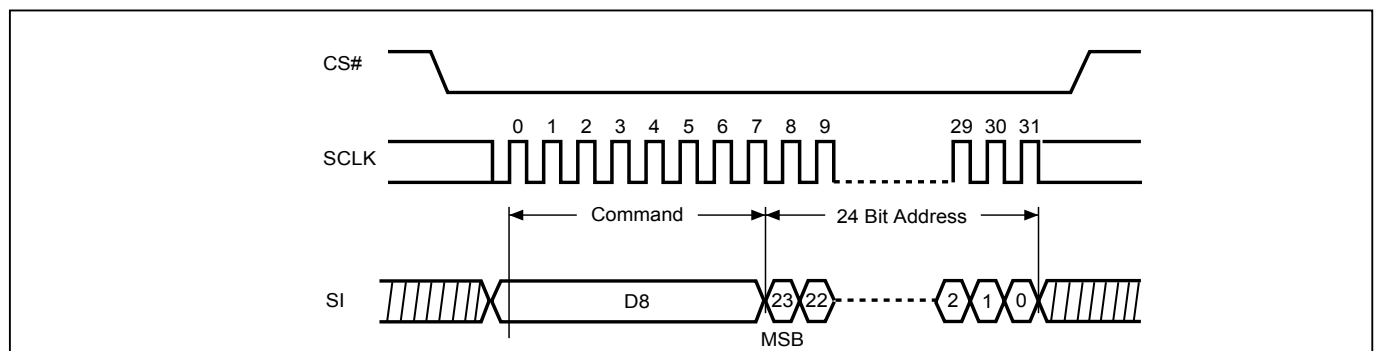 CS#
0 1 2 3 4 5 6 7 8 9 29 30 31
SCLK
Command 24 Bit Address
SI D8 23 22 2 1 0
MSB